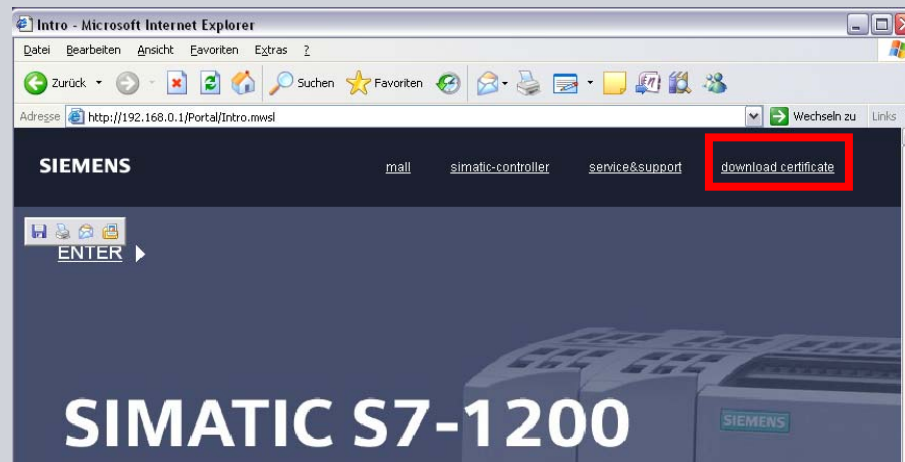 Intro - Microsoft Internet Explorer
Datei Bearbeiten Ansicht Favoriten Extras ?
Zurück Suchen Favoriten
Adresse http://192.168.0.1/Portal/Intro.mwsl Wechseln zu Links
SIEMENS mall simatic-controller service&support download certificate
ENTER
SIMATIC S7-1200
SIEMENS